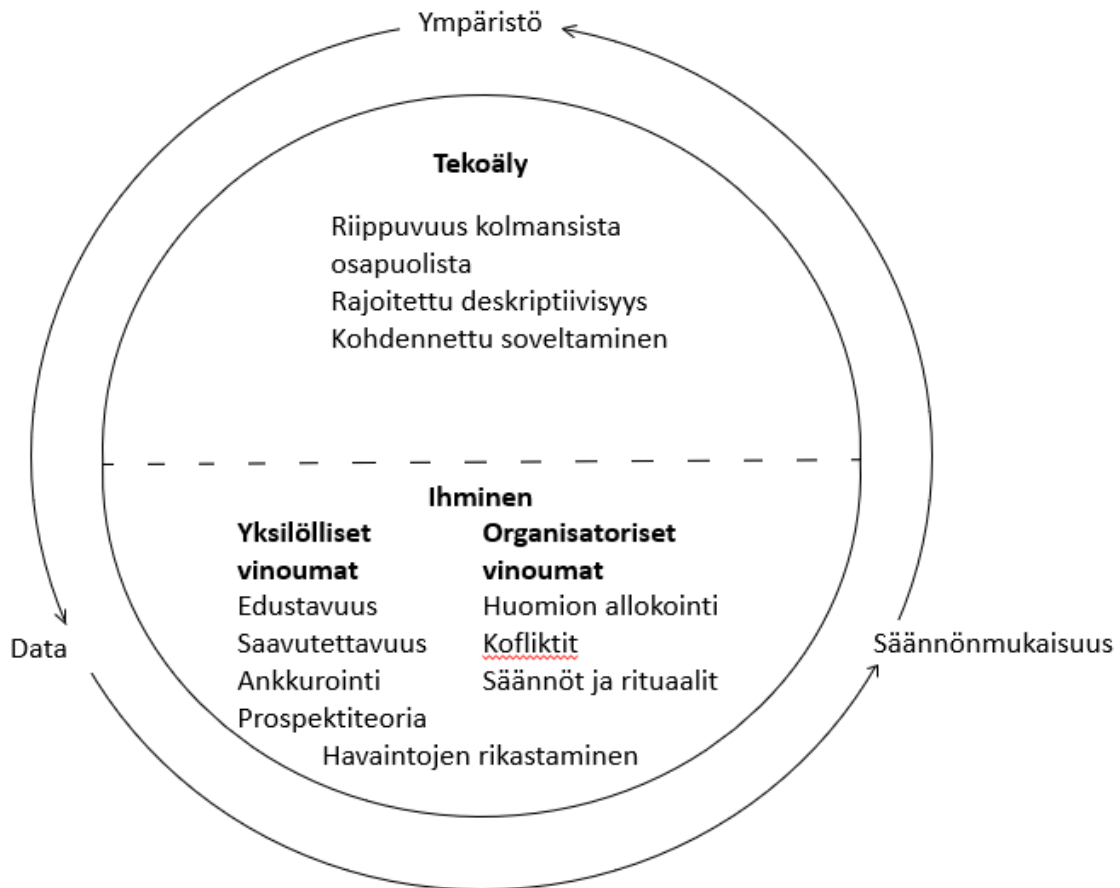 Ympäristö
Tekoäly
Riippuvuus kolmansista
osapuolista
Rajoitettu deskriptiivisyys
Kohdennettu soveltaminen
Ihminen
Yksilölliset
vinoumat
Edustavuus
Saavutettavuus
Ankkurointi
Prospektiteoria
Organisatoriset
vinoumat
Huomion allokointi
Kofliktit
Säännöt ja rituaalit
Havaintojen rikastaminen
Data
Säännönmukaisuus